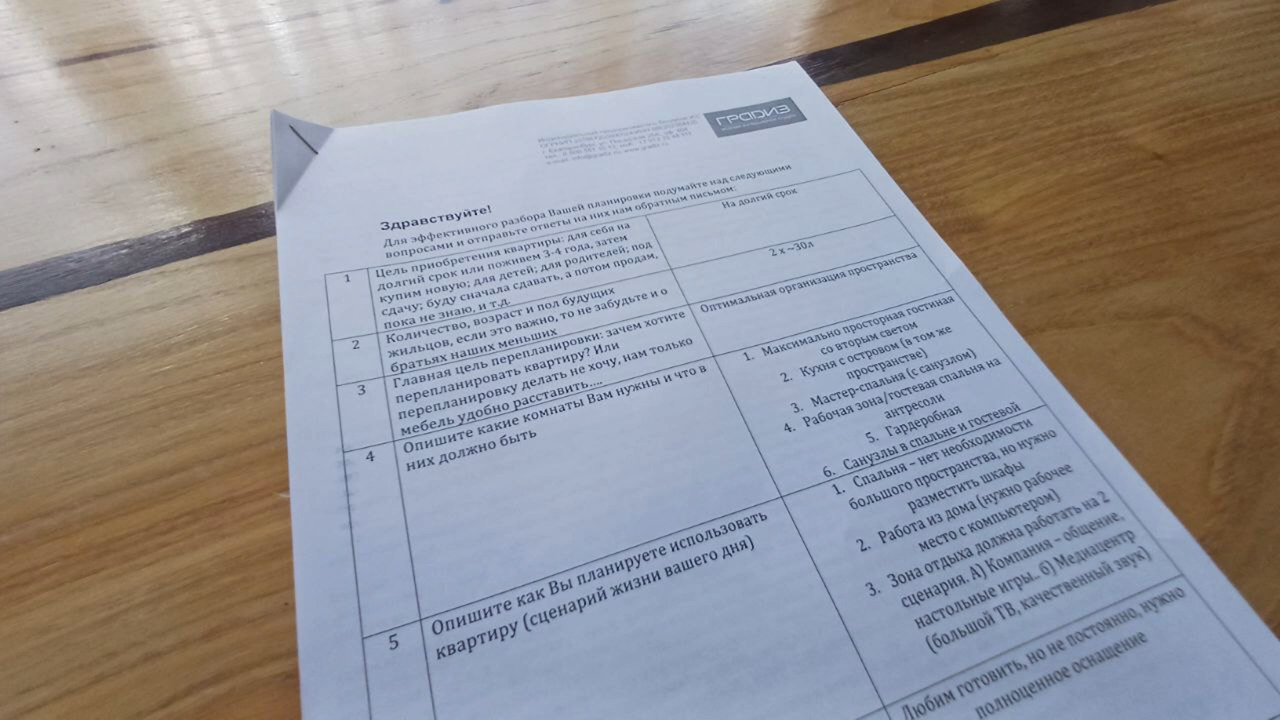 ГРАДИЗ
Здравствуйте!
Для эффективного разбора Вашей планировки подумайте над следующими
вопросами и отправьте ответы на них нам обратным письмом:
1
Цель приобретения квартиры: для себя на
долгий срок или поживем 3-4 года, затем
купим новую; для детей; для родителей; под
сдачу; буду сначала сдавать, а потом продам,
пока не знаю, и т.д.
На долгий срок
2
Количество, возраст и пол будущих
жильцов, если это важно, то не забудьте и о
братьях наших меньших
2 х ~30л
3
Главная цель перепланировки: зачем хотите
перепланировать квартиру? Или
перепланировку делать не хочу, нам только
мебель удобно расставить....
Оптимальная организация пространства
4
Опишите какие комнаты Вам нужны и что в
них должно быть
1. Максимально просторная гостиная
со вторым светом
2. Кухня с островом (в том же
пространстве)
3. Мастер-спальня (с санузлом)
4. Рабочая зона/гостевая спальня на
антресоли
5. Гардеробная
6. Санузлы в спальне и гостевой
5
Опишите как Вы планируете использовать
квартиру (сценарий жизни вашего дня)
1. Спальня – нет необходимости
большого пространства, но нужно
разместить шкафы
2. Работа из дома (нужно рабочее
место с компьютером)
3. Зона отдыха должна работать на 2
сценария. А) Компания – общение,
настольные игры.. б) Медиацентр
(большой ТВ, качественный звук)
Любим готовить, но не постоянно, нужно
полноценное оснащение